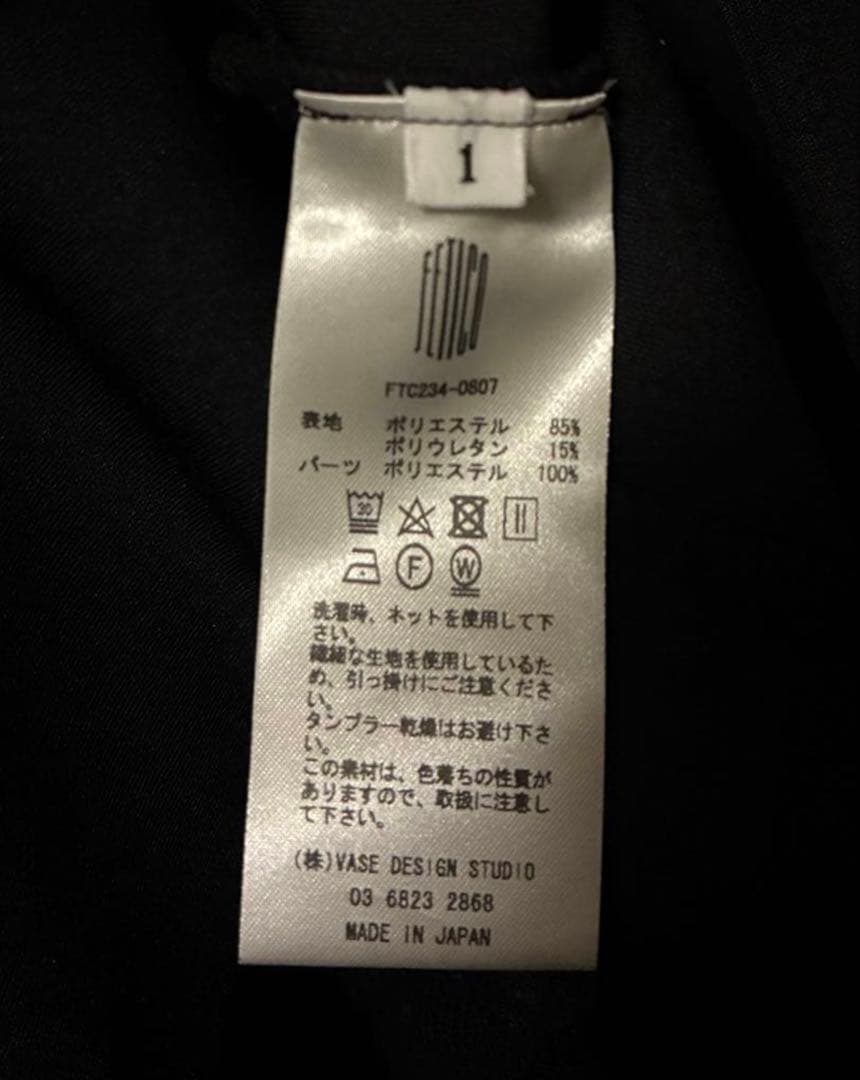 1
FETICO
FTC234-0807
表地 ポリエステル 85%
ポリウレタン 15%
パーツ ポリエステル 100%
30
F W
洗濯時、ネットを使用して下
さい。
繊細な生地を使用しているた
め、引っ掛けにご注意くださ
い。
タンブラー乾燥はお避け下さ
い。
この素材は、色落ちの性質が
ありますので、取扱に注意し
て下さい。
(株)VASE DESIGN STUDIO
03 6823 2868
MADE IN JAPAN